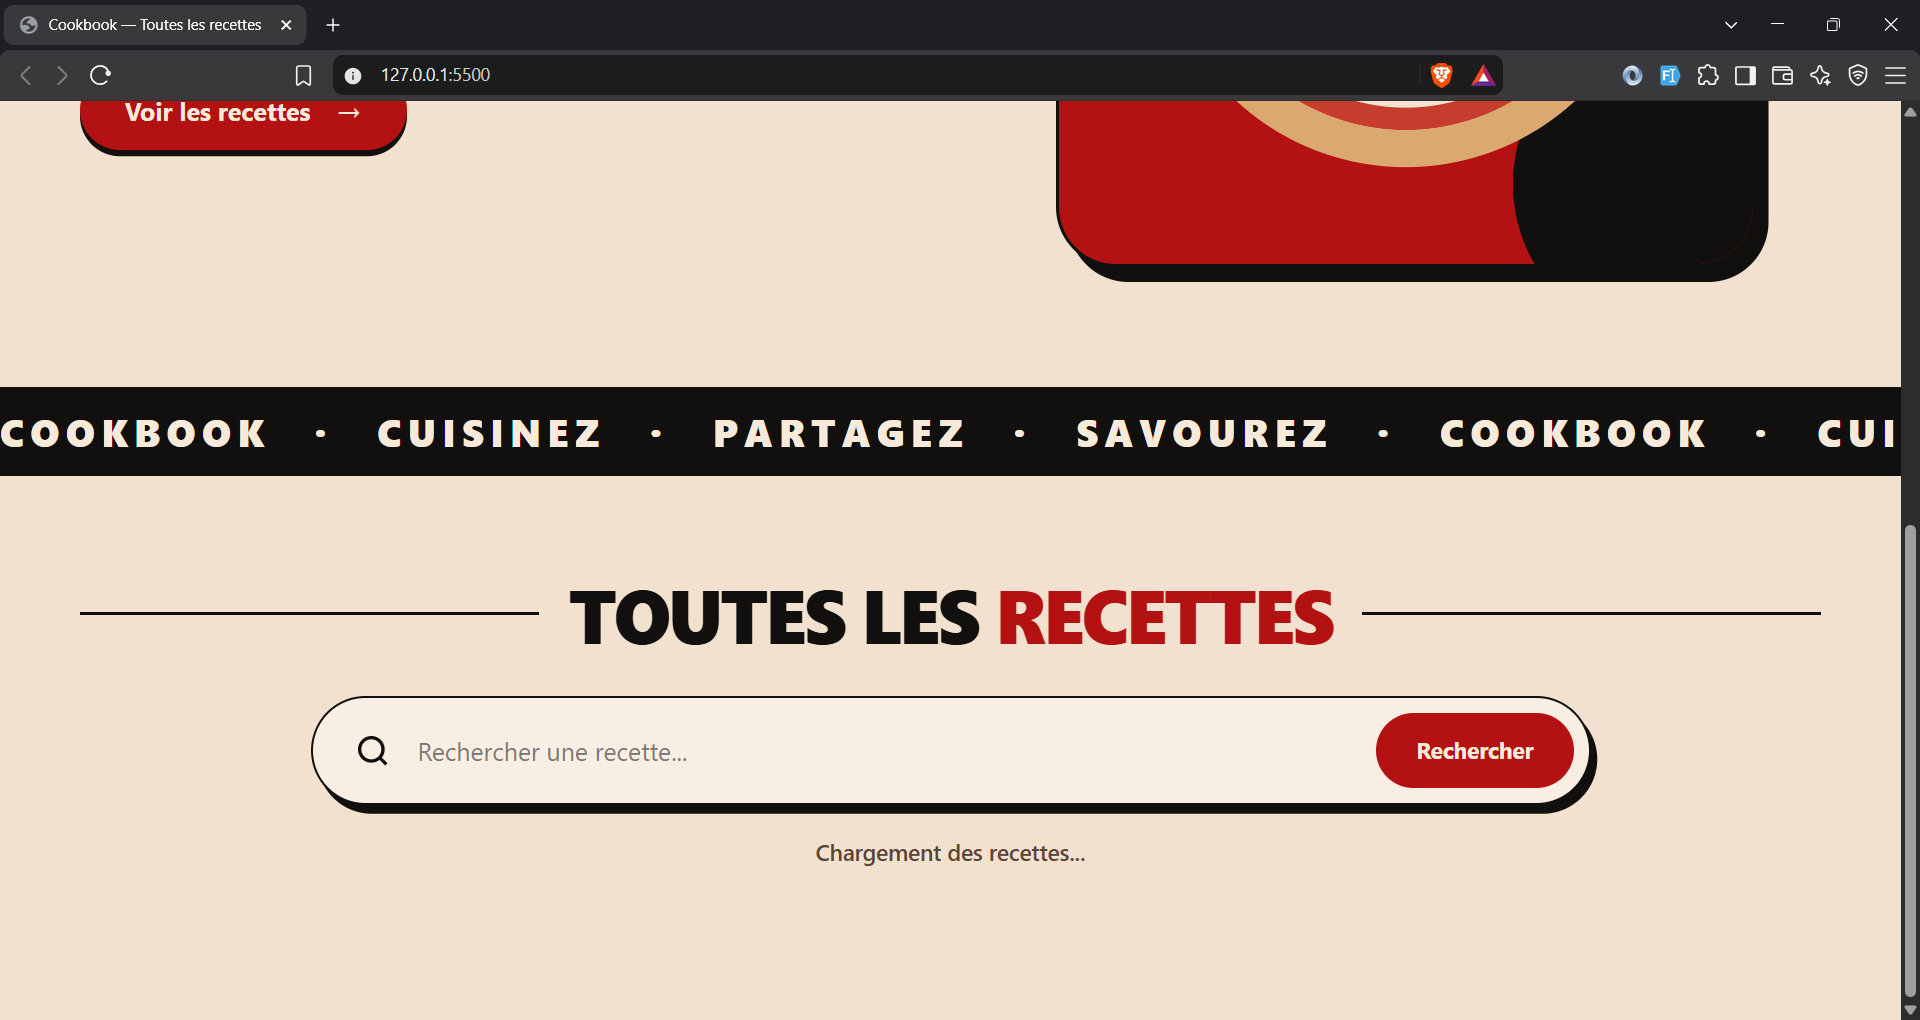 Cookbook — Toutes les recettes
127.0.0.1:5500
Voir les recettes →
COOKBOOK • CUISINEZ • PARTAGEZ • SAVOUREZ • COOKBOOK • CUI
TOUTES LES RECETTES
Rechercher une recette...
Rechercher
Chargement des recettes...